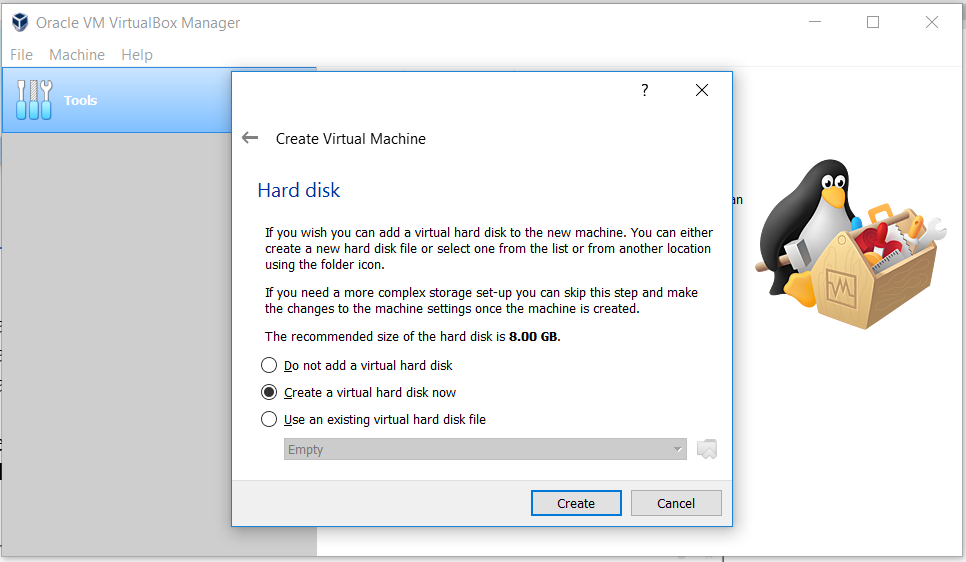 Oracle VM VirtualBox Manager
File Machine Help
Tools
?
Create Virtual Machine
Hard disk
If you wish you can add a virtual hard disk to the new machine. You can either
create a new hard disk file or select one from the list or from another location
using the folder icon.
If you need a more complex storage set-up you can skip this step and make
the changes to the machine settings once the machine is created.
The recommended size of the hard disk is 8.00 GB.
Do not add a virtual hard disk
Create a virtual hard disk now
Use an existing virtual hard disk file
Empty
Create Cancel
an